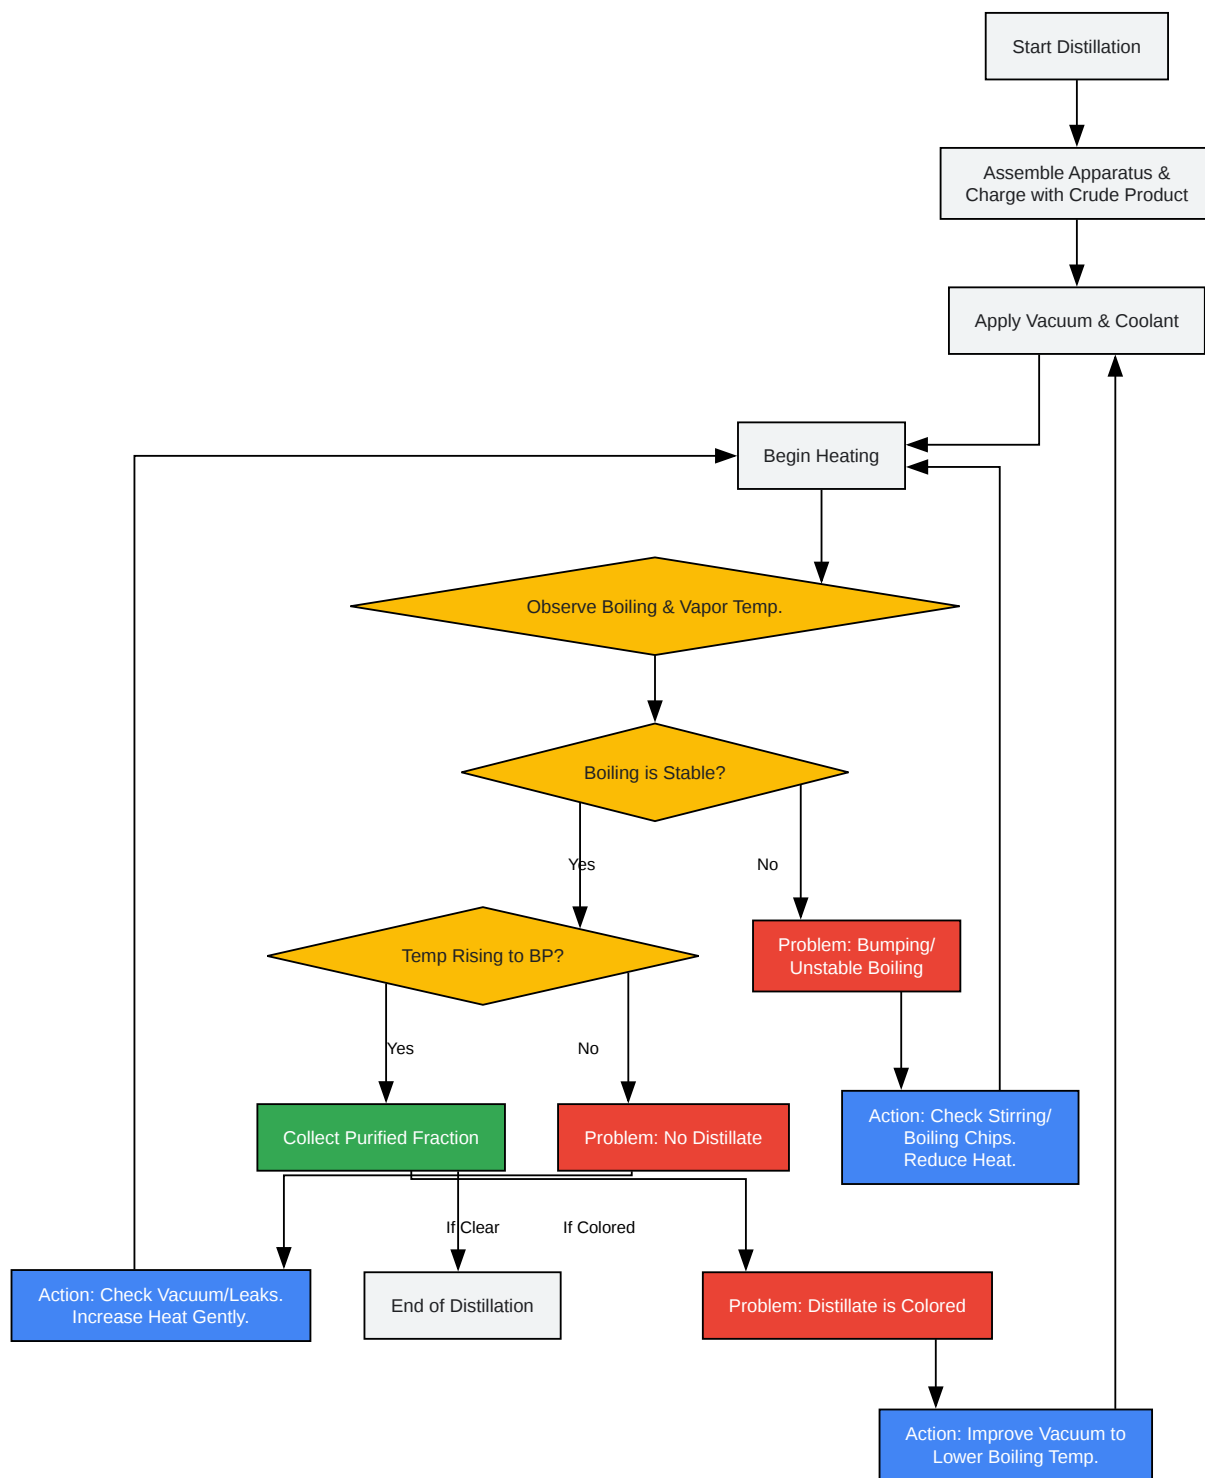 Start Distillation
Assemble Apparatus &
Charge with Crude Product
Apply Vacuum & Coolant
Begin Heating
Observe Boiling & Vapor Temp.
Boiling is Stable?
Yes
No
Temp Rising to BP?
Problem: Bumping/
Unstable Boiling
Yes
No
Collect Purified Fraction
Problem: No Distillate
Action: Check Stirring/
Boiling Chips.
Reduce Heat.
If Clear
If Colored
Action: Check Vacuum/Leaks.
Increase Heat Gently.
End of Distillation
Problem: Distillate is Colored
Action: Improve Vacuum to
Lower Boiling Temp.